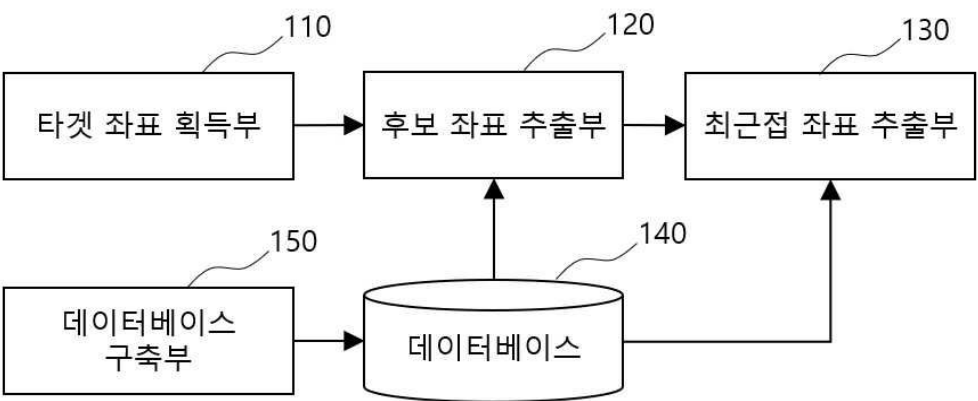 110
120
130
타겟 좌표 획득부
후보 좌표 추출부
최근접 좌표 추출부
150
140
데이터베이스
구축부
데이터베이스